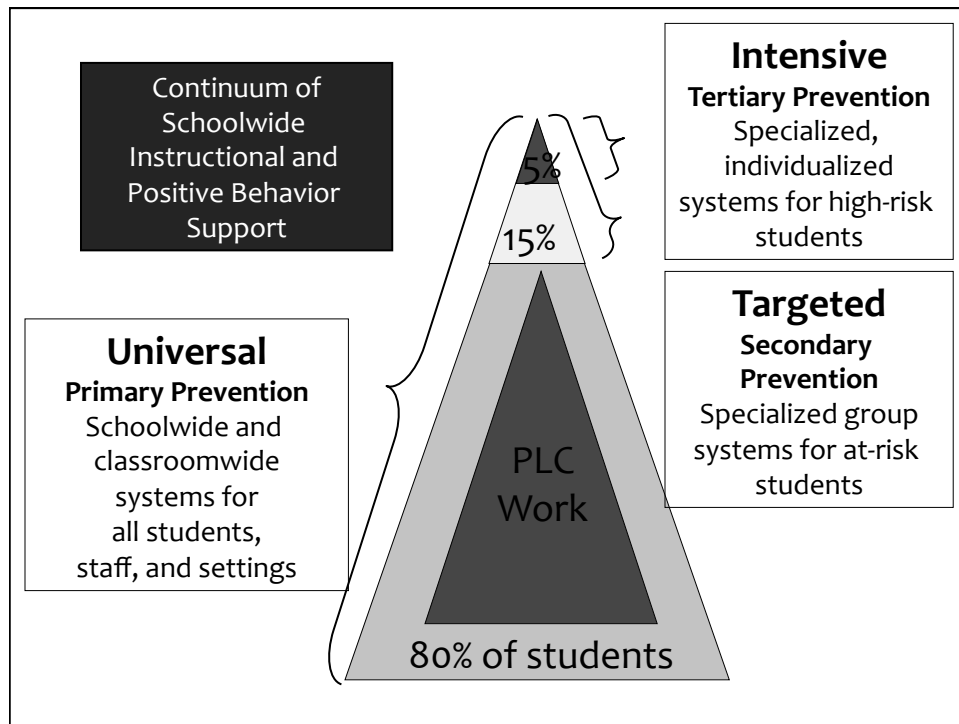 Continuum of
Schoolwide
Instructional and
Positive Behavior
Support
Intensive
Tertiary Prevention
Specialized,
individualized
systems for high-risk
students
5%
15%
Targeted
Secondary
Prevention
Specialized group
systems for at-risk
students
Universal
Primary Prevention
Schoolwide and
classroomwide
systems for
all students,
staff, and settings
PLC
Work
80% of students